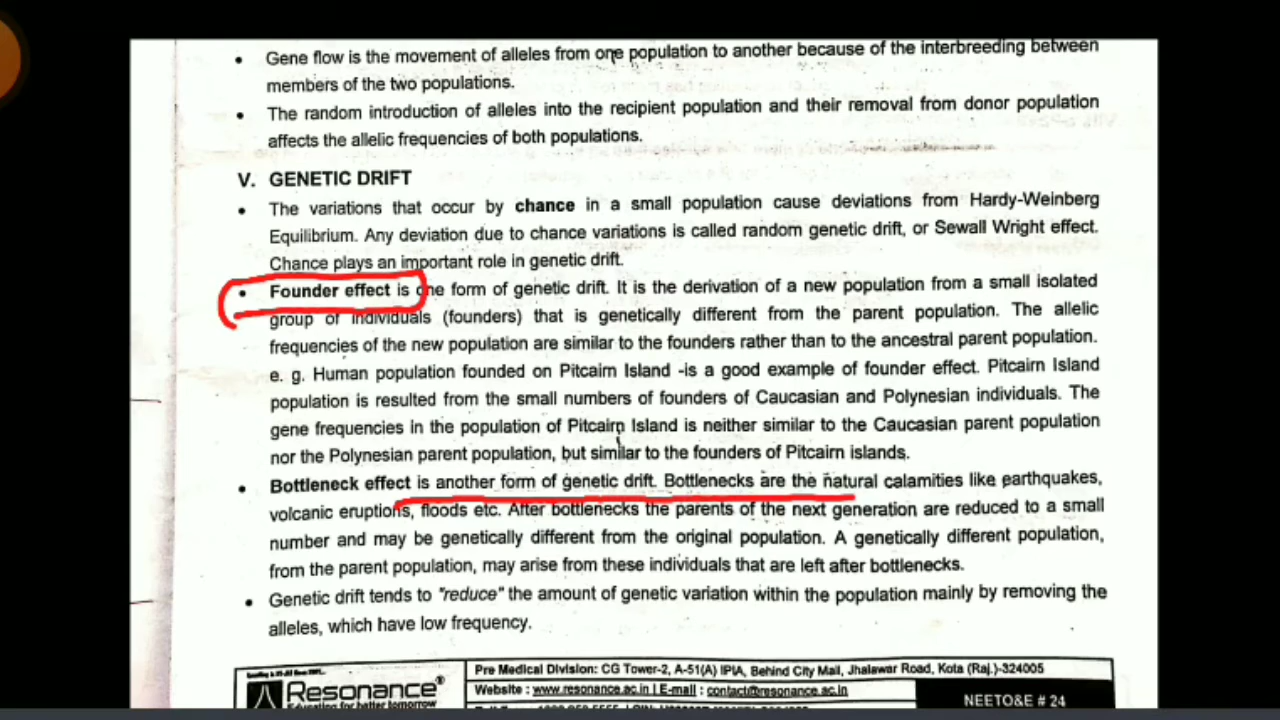 • Gene flow is the movement of alleles from one population to another because of the interbreeding between
members of the two populations.
• The random introduction of alleles into the recipient population and their removal from donor population
affects the allelic frequencies of both populations.
V. GENETIC DRIFT
• The variations that occur by chance in a small population cause deviations from Hardy-Weinberg
Equilibrium. Any deviation due to chance variations is called random genetic drift, or Sewall Wright effect.
Chance plays an important role in genetic drift.
• Founder effect is one form of genetic drift. It is the derivation of a new population from a small isolated
group of individuals (founders) that is genetically different from the parent population. The allelic
frequencies of the new population are similar to the founders rather than to the ancestral parent population.
e. g. Human population founded on Pitcairn Island -is a good example of founder effect. Pitcairn Island
population is resulted from the small numbers of founders of Caucasian and Polynesian individuals. The
gene frequencies in the population of Pitcairn Island is neither similar to the Caucasian parent population
nor the Polynesian parent population, but similar to the founders of Pitcairn islands.
• Bottleneck effect is another form of genetic drift. Bottlenecks are the natural calamities like earthquakes,
volcanic eruptions, floods etc. After bottlenecks the parents of the next generation are reduced to a small
number and may be genetically different from the original population. A genetically different population,
from the parent population, may arise from these individuals that are left after bottlenecks.
• Genetic drift tends to "reduce" the amount of genetic variation within the population mainly by removing the
alleles, which have low frequency.
Resonance®
Education for better tomorrow
Pre Medical Division: CG Tower-2, A-51(A) IPIA, Behind City Mall, Jhalawar Road, Kota (Raj.)-324005
Website : www.resonance.ac.in | E-mail : contact@resonance.ac.in
NEETO&E # 24